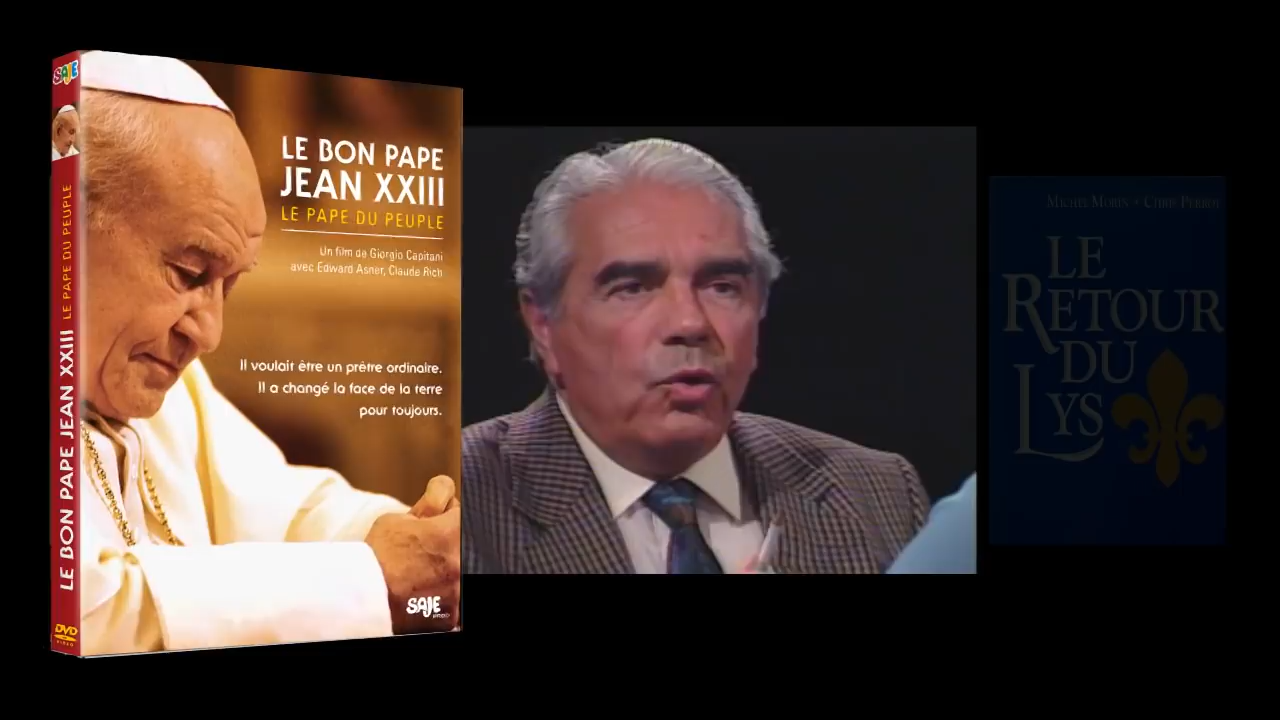 SAJE
LE BON PAPE JEAN XXIII LE PAPE DU PEUPLE
DVD
VIDEO
LE BON PAPE
JEAN XXIII
LE PAPE DU PEUPLE
Un film de Giorgio Capitani
avec Edward Asner, Claude Rich
Il voulait être un prêtre ordinaire.
Il a changé la face de la terre
pour toujours.
SAJE
LE
RETOUR
DU
LYS